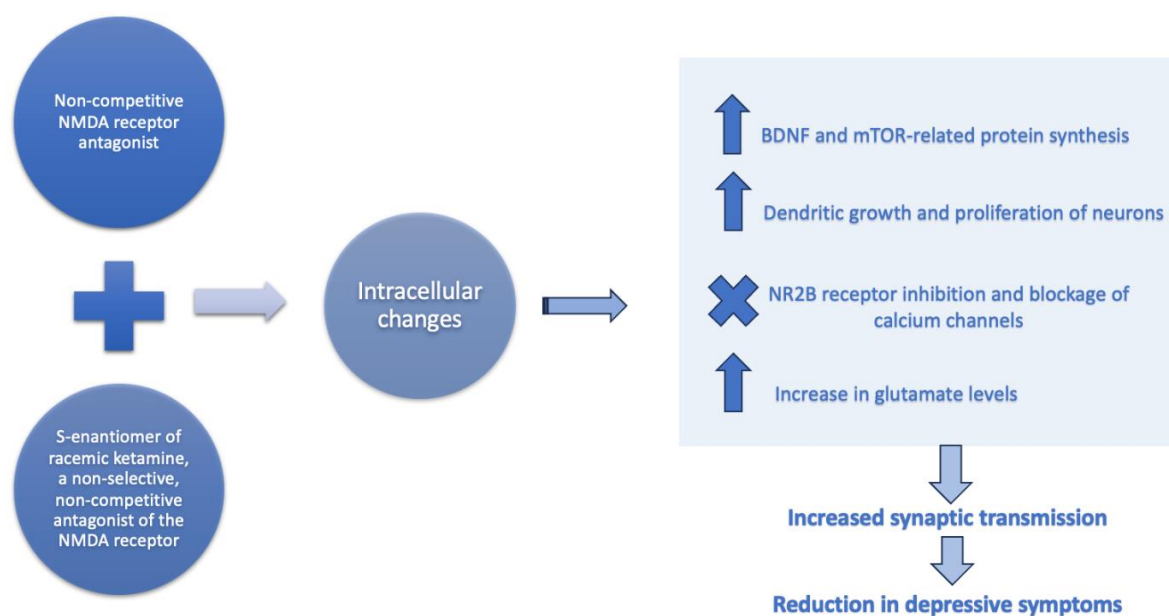 Non-competitive
NMDA receptor
antagonist
S-enantiomer of
racemic ketamine,
a non-selective,
non-competitive
antagonist of the
NMDA receptor
Intracellular
changes
BDNF and mTOR-related protein synthesis
Dendritic growth and proliferation of neurons
NR2B receptor inhibition and blockage of
calcium channels
Increase in glutamate levels
Increased synaptic transmission
Reduction in depressive symptoms